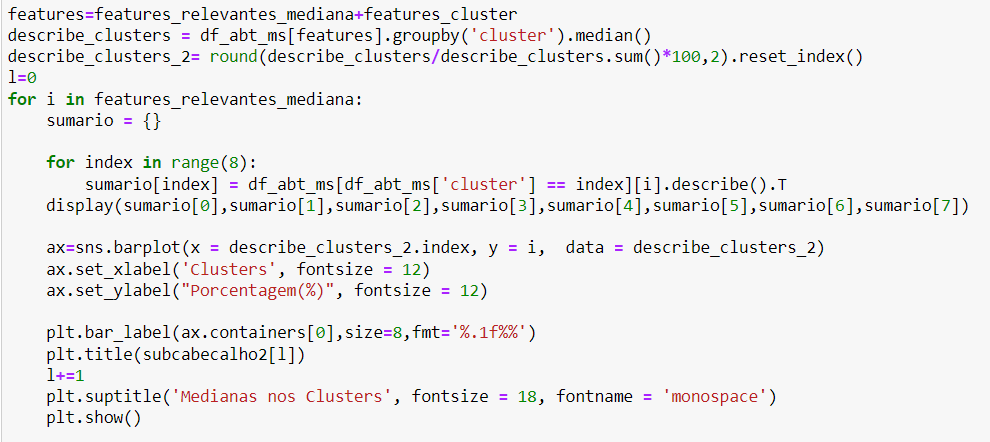 features=features_relevantes_mediana+features_cluster
describe_clusters = df_abt_ms[features].groupby('cluster').median()
describe_clusters_2= round(describe_clusters/describe_clusters.sum()*100,2).reset_index()
l=0
for i in features_relevantes_mediana:
    sumario = {}

    for index in range(8):
        sumario[index] = df_abt_ms[df_abt_ms['cluster'] == index][i].describe().T
    display(sumario[0],sumario[1],sumario[2],sumario[3],sumario[4],sumario[5],sumario[6],sumario[7])

    ax=sns.barplot(x = describe_clusters_2.index, y = i,  data = describe_clusters_2)
    ax.set_xlabel('Clusters', fontsize = 12)
    ax.set_ylabel("Porcentagem(%)", fontsize = 12)

    plt.bar_label(ax.containers[0],size=8,fmt='%.1f%%')
    plt.title(subcabecalho2[l])
    l+=1
    plt.suptitle('Medianas nos Clusters', fontsize = 18, fontname = 'monospace')
    plt.show()